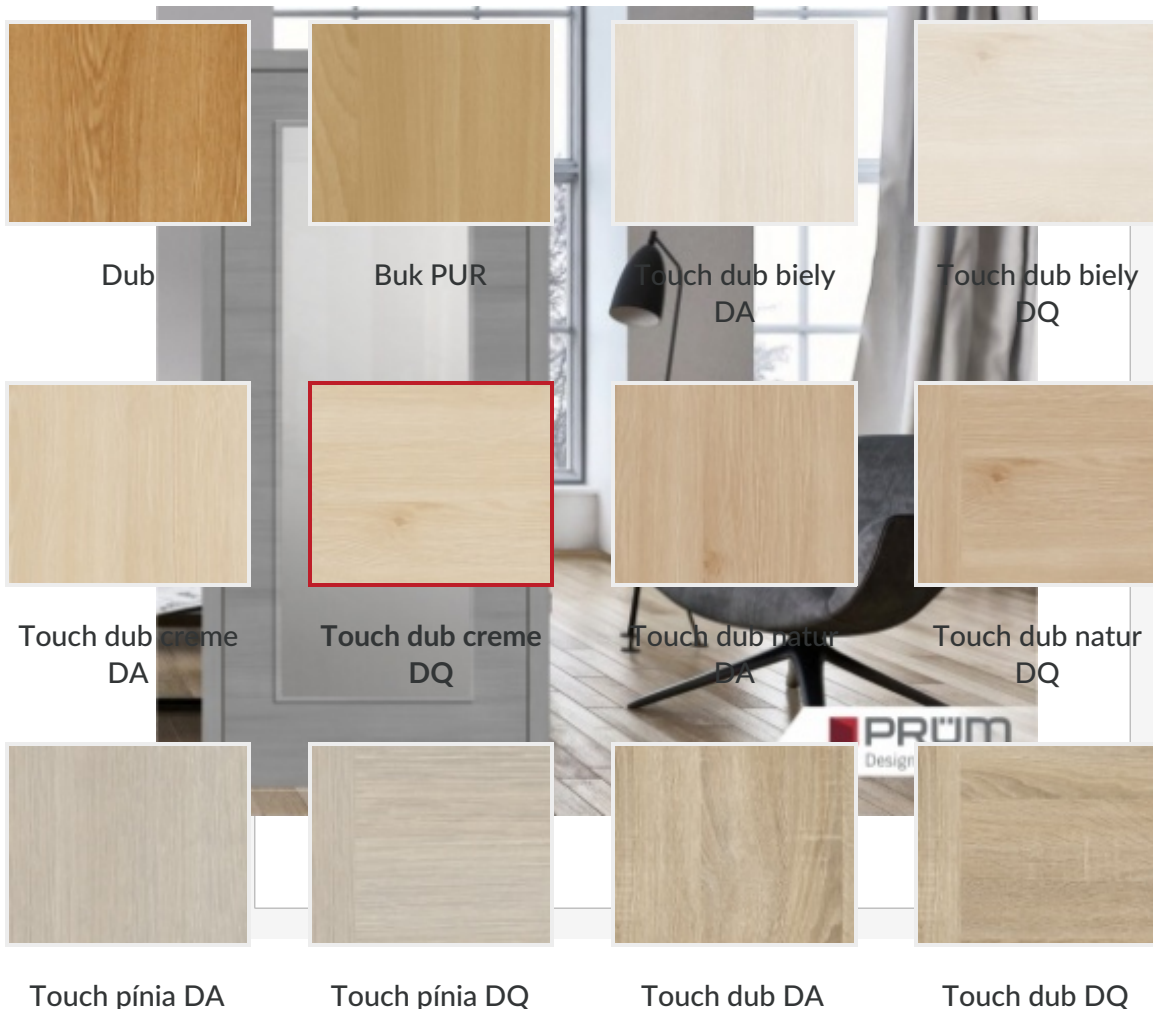 Dub
Buk PUR
Touch dub biely
DA
Touch dub biely
DQ
Touch dub creme
DA
Touch dub creme
DQ
Touch dub natur
DA
Touch dub natur
DQ
PRÜM
Design
Touch pínia DA
Touch pínia DQ
Touch dub DA
Touch dub DQ